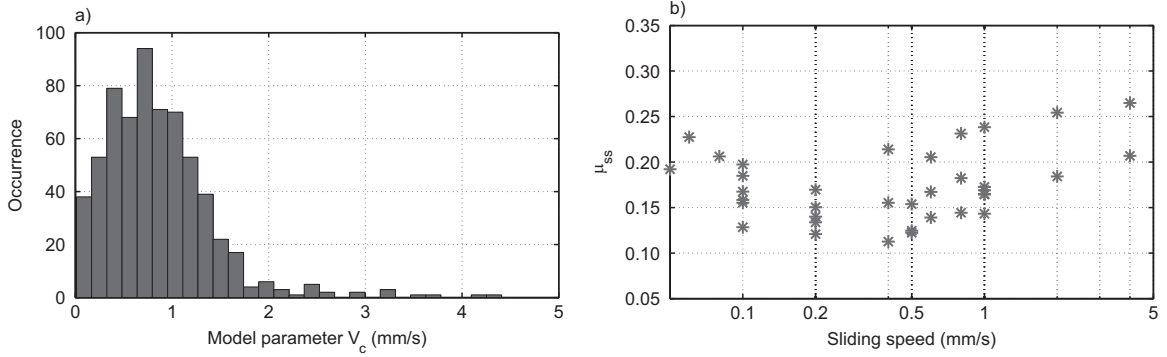 a)
100
80
60
40
20
0
Occurrence
0 1 2 3 4 5
Model parameter V_c (mm/s)
b)
0.35
0.30
0.25
0.20
0.15
0.10
0.05
μ_ss
0.1 0.2 0.5 1 5
Sliding speed (mm/s)